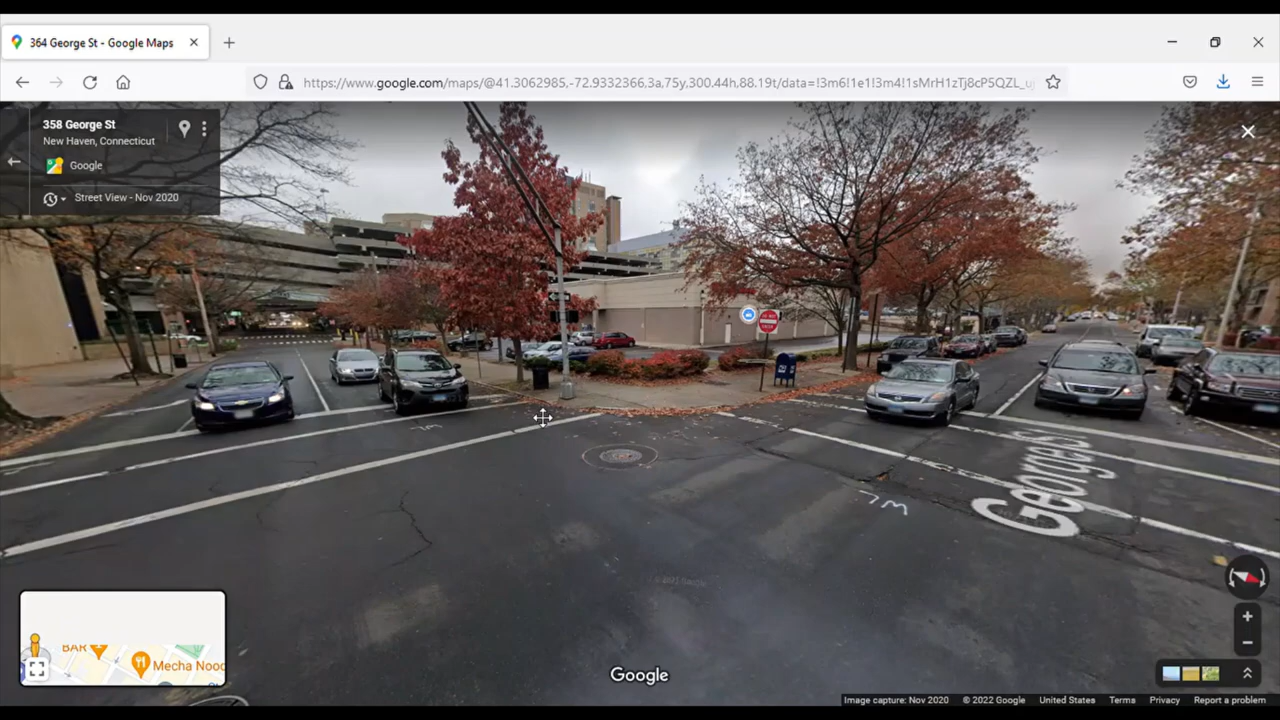 364 George St - Google Maps
https://www.google.com/maps/@41.3062985,-72.9332366,3a,75y,300.44h,88.19t/data=!3m6!1e1!3m4!1sMrH1zTj8cP5QZL_u
358 George St
New Haven, Connecticut
Google
Street View - Nov 2020
George St
BAR
Mecha Nood
Google
Image capture: Nov 2020 © 2022 Google United States Terms Privacy Report a problem